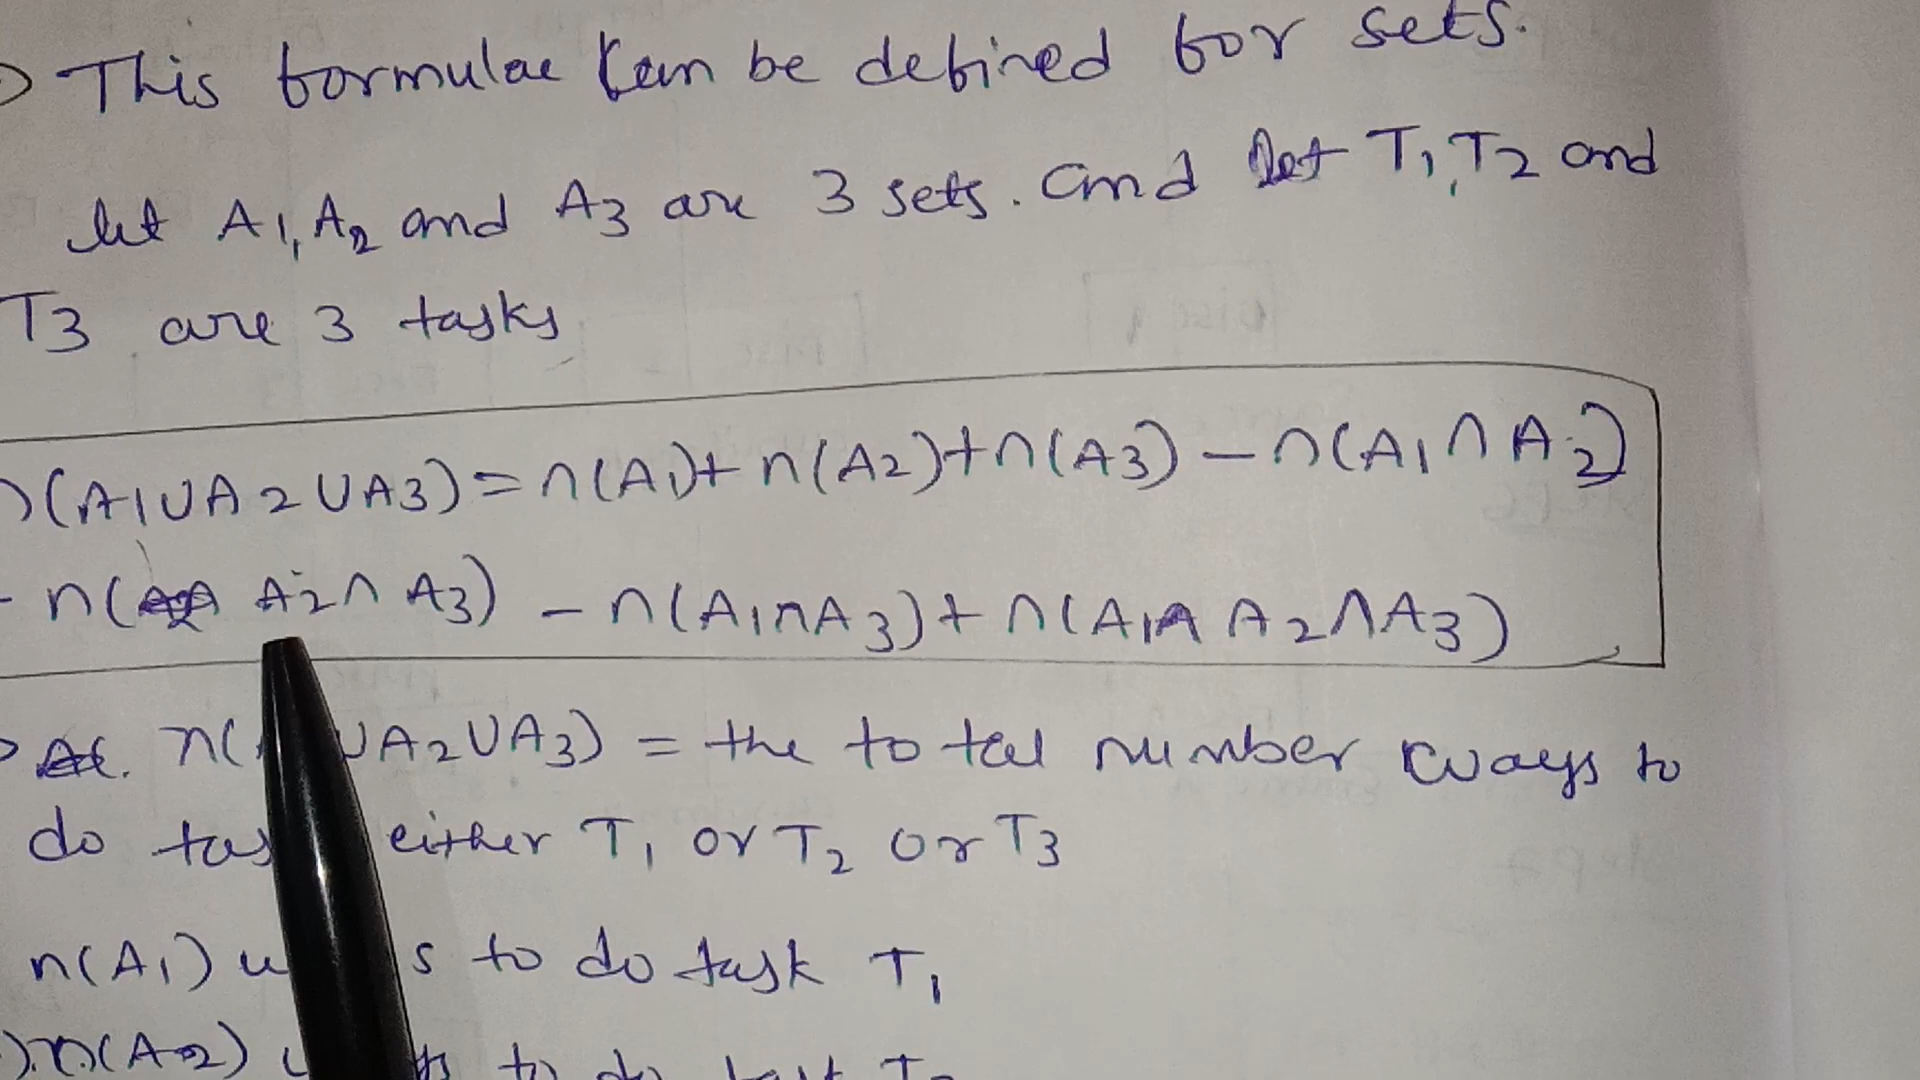 This formulae can be defined for sets.
let A1, A2 and A3 are 3 sets. and let T1, T2 and
T3 are 3 tasks
n(A1UA2UA3)=n(A1)+n(A2)+n(A3)-n(A1∩A2)
-n(A2∩A3)-n(A1∩A3)+n(A1∩A2∩A3)
n( UA2UA3) = the total number ways to
do either T1 or T2 or T3
n(A1) to do task T1
n(A2) to do